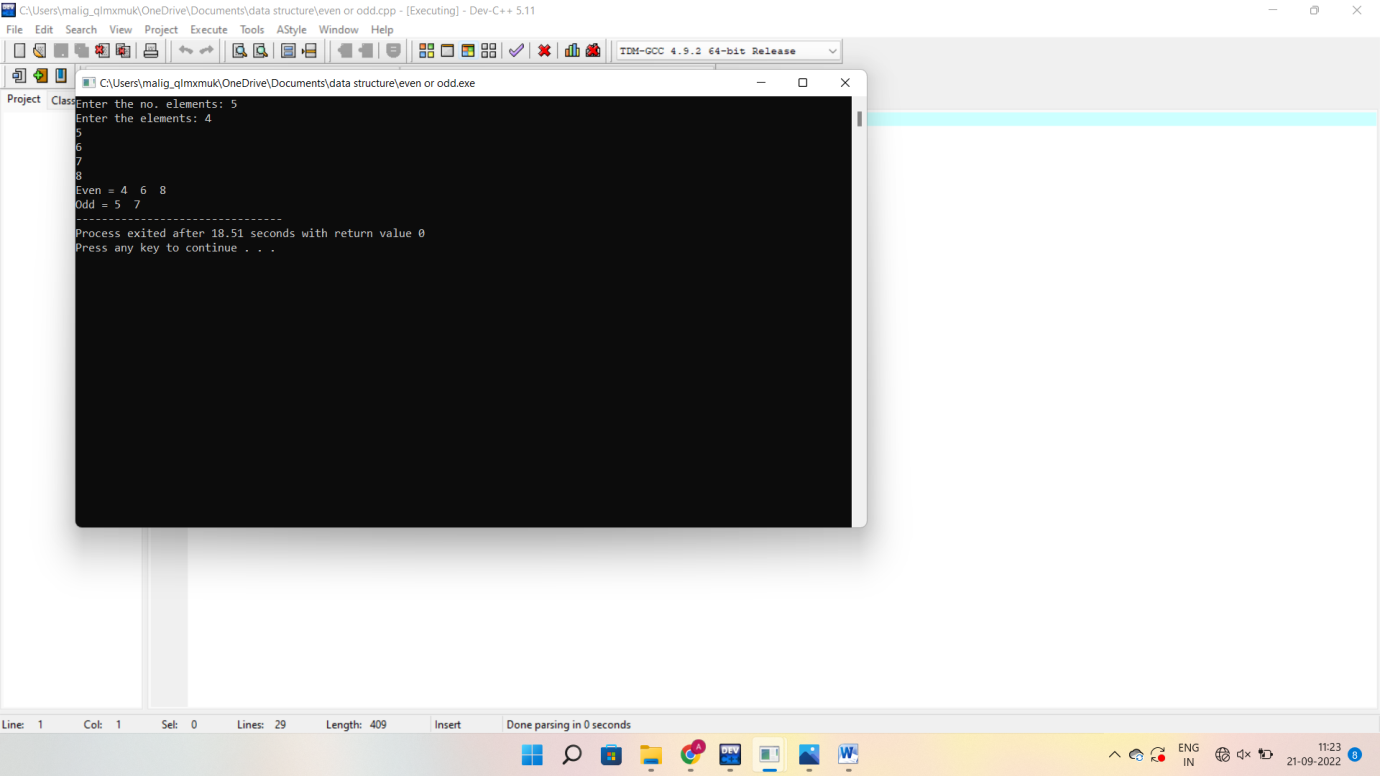 C:\Users\malig_qlmxmuk\OneDrive\Documents\data structure\even or odd.cpp - [Executing] - Dev-C++ 5.11
File Edit Search View Project Execute Tools AStyle Window Help
TDM-GCC 4.9.2 64-bit Release
C:\Users\malig_qlmxmuk\OneDrive\Documents\data structure\even or odd.exe
Project Class
Enter the no. elements: 5
Enter the elements: 4
5
6
7
8
Even = 4  6  8
Odd = 5  7
--------------------------------
Process exited after 18.51 seconds with return value 0
Press any key to continue . . .
Line: 1 Col: 1 Sel: 0 Lines: 29 Length: 409 Insert Done parsing in 0 seconds
A
DEV
W
ENG
IN
11:23
21-09-2022
8